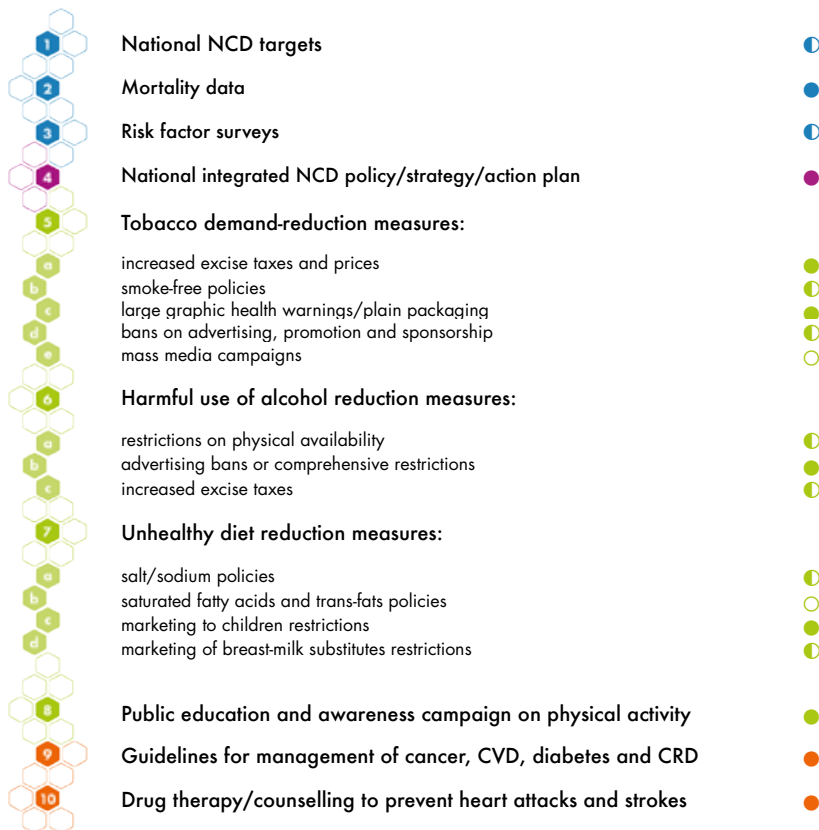 1 National NCD targets
2 Mortality data
3 Risk factor surveys
4 National integrated NCD policy/strategy/action plan
5 Tobacco demand-reduction measures:
a increased excise taxes and prices
b smoke-free policies
c large graphic health warnings/plain packaging
d bans on advertising, promotion and sponsorship
e mass media campaigns
6 Harmful use of alcohol reduction measures:
a restrictions on physical availability
b advertising bans or comprehensive restrictions
c increased excise taxes
7 Unhealthy diet reduction measures:
a salt/sodium policies
b saturated fatty acids and trans-fats policies
c marketing to children restrictions
d marketing of breast-milk substitutes restrictions
8 Public education and awareness campaign on physical activity
9 Guidelines for management of cancer, CVD, diabetes and CRD
10 Drug therapy/counselling to prevent heart attacks and strokes